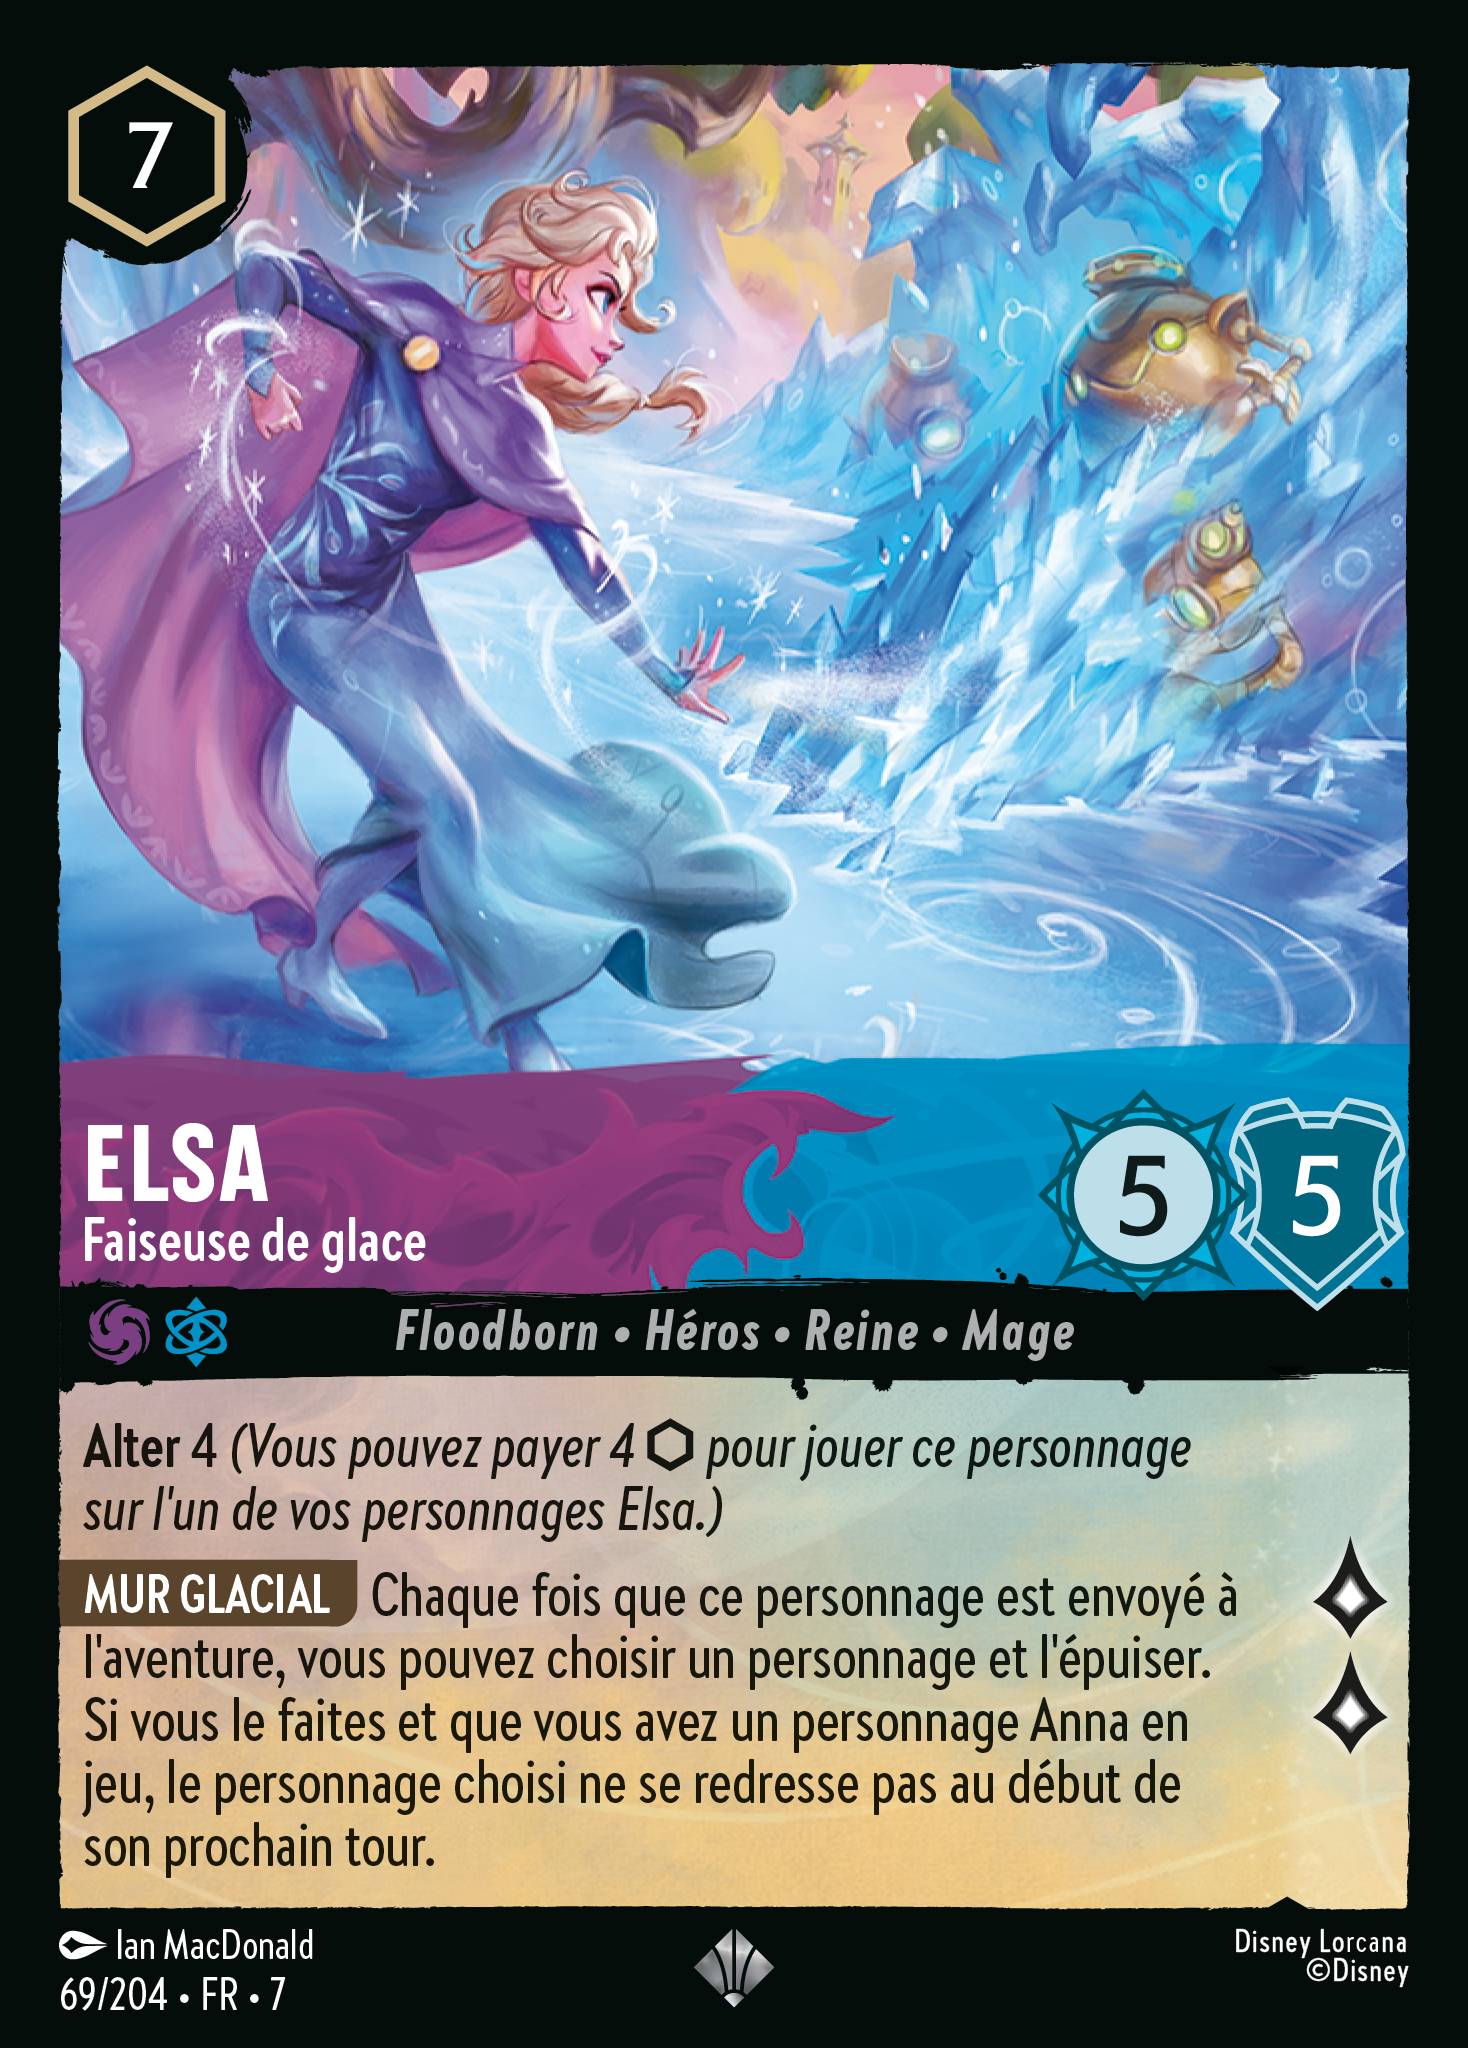 7
ELSA
Faiseuse de glace
5
5
Floodborn • Héros • Reine • Mage
Alter 4 (Vous pouvez payer 4 ⬡ pour jouer ce personnage
sur l'un de vos personnages Elsa.)
MUR GLACIAL Chaque fois que ce personnage est envoyé à
l'aventure, vous pouvez choisir un personnage et l'épuiser.
Si vous le faites et que vous avez un personnage Anna en
jeu, le personnage choisi ne se redresse pas au début de
son prochain tour.
Ian MacDonald
69/204 • FR • 7
Disney Lorcana
©Disney